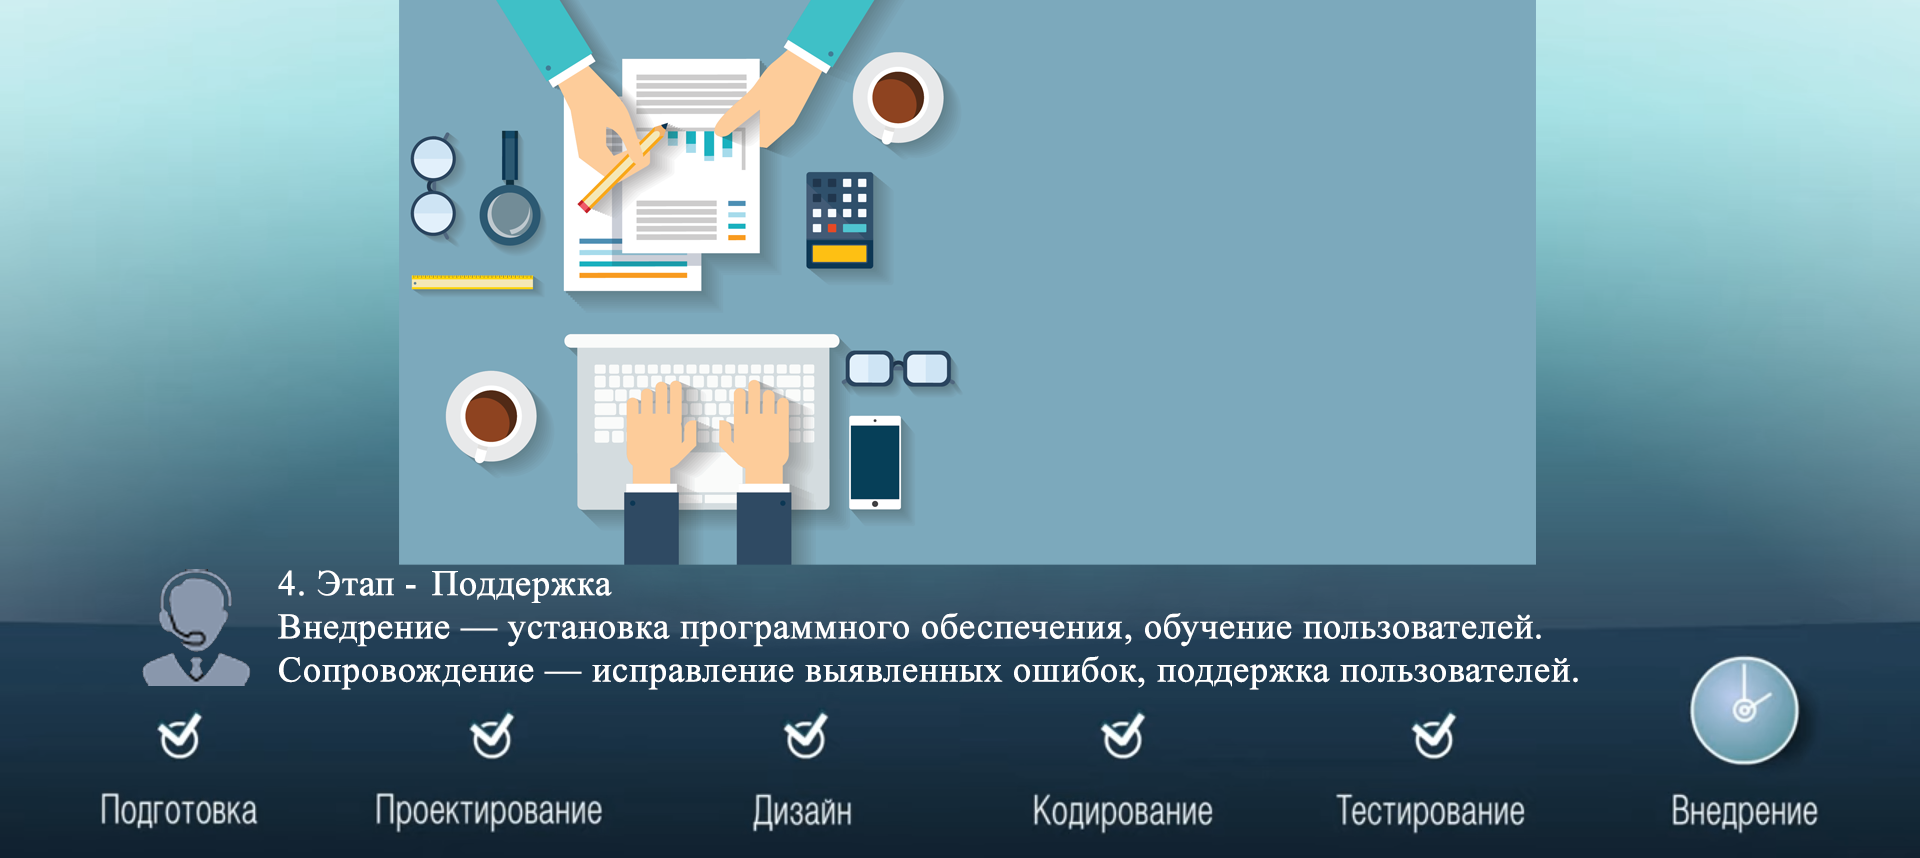 4. Этап - Поддержка
Внедрение — установка программного обеспечения, обучение пользователей.
Сопровождение — исправление выявленных ошибок, поддержка пользователей.
Подготовка Проектирование Дизайн Кодирование Тестирование Внедрение